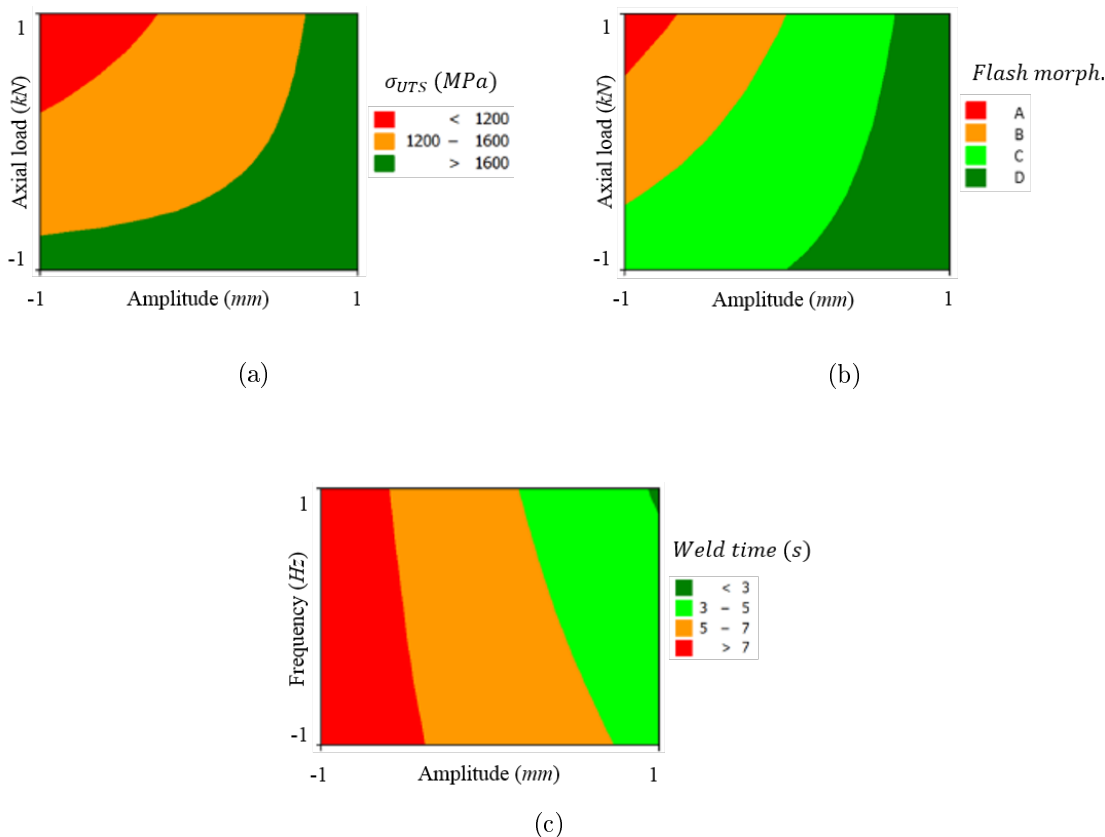 1
Axial load (kN)
-1
-1
Amplitude (mm)
1
σ_UTS (MPa)
< 1200
1200 – 1600
> 1600
(a)
1
Axial load (kN)
-1
-1
Amplitude (mm)
1
Flash morph.
A
B
C
D
(b)
1
Frequency (Hz)
-1
-1
Amplitude (mm)
1
Weld time (s)
< 3
3 – 5
5 – 7
> 7
(c)